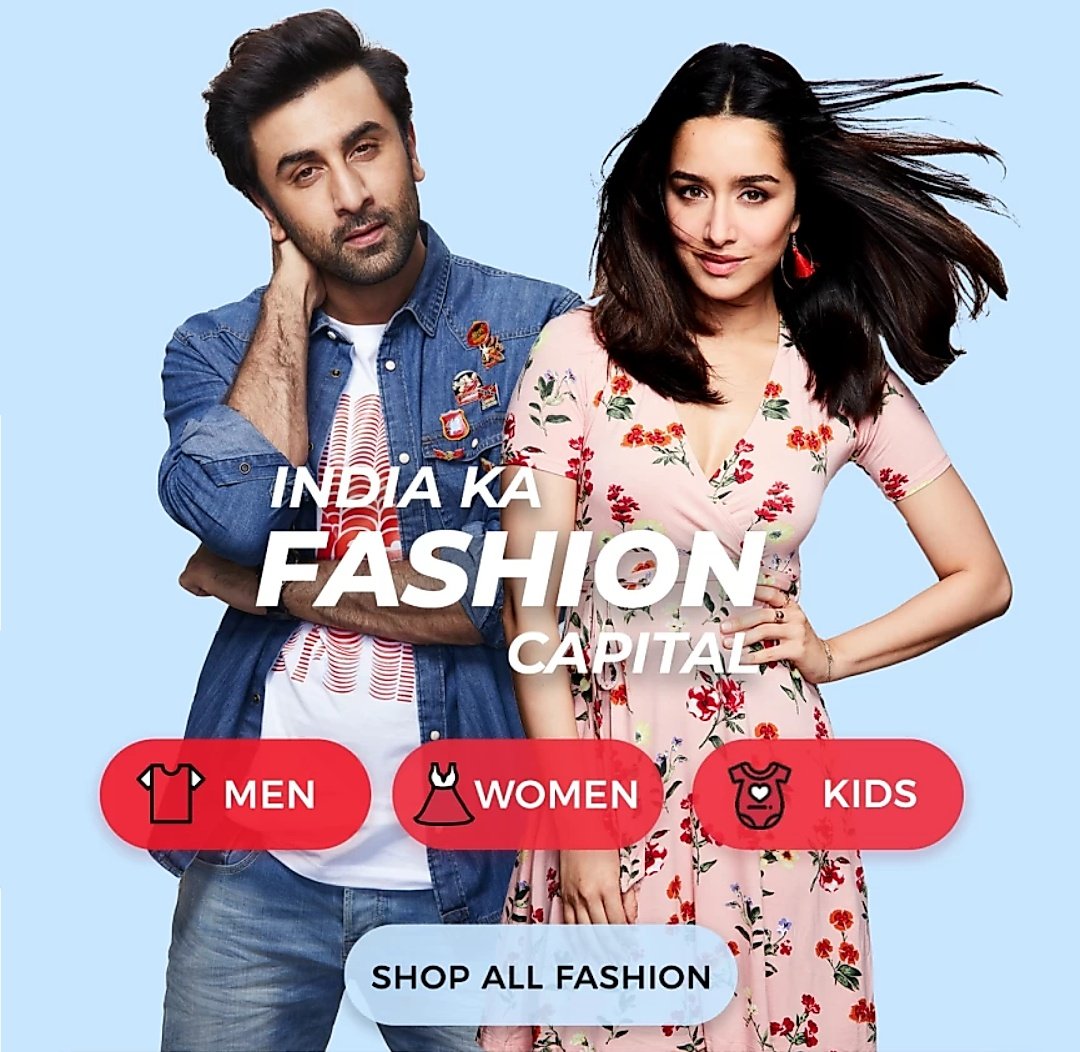 INDIA KA
FASHION
CAPITAL
MEN
WOMEN
KIDS
SHOP ALL FASHION